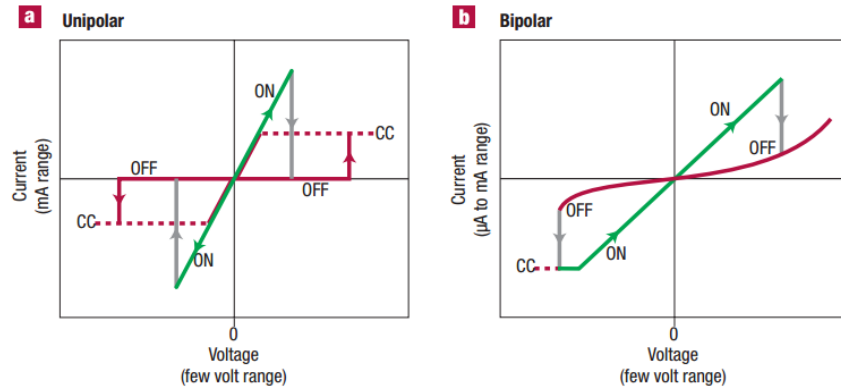 a Unipolar
ON
CC
OFF
OFF
CC
ON
Current
(mA range)
0
Voltage
(few volt range)
b Bipolar
ON
OFF
OFF
ON
CC
Current
(μA to mA range)
0
Voltage
(few volt range)